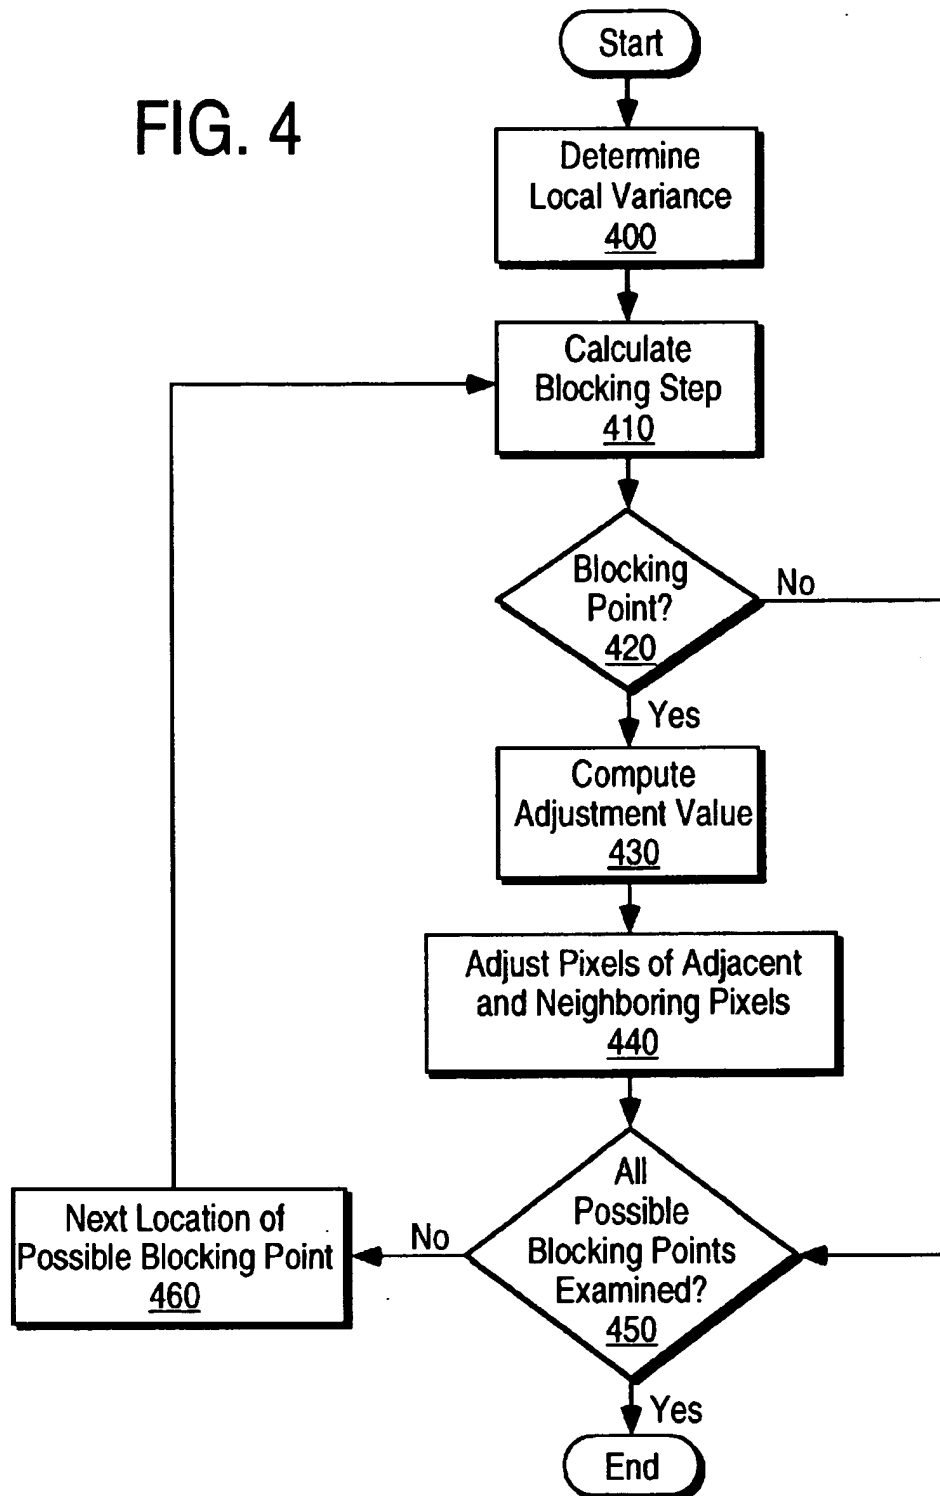 FIG. 4
Start
Determine
Local Variance
400
Calculate
Blocking Step
410
Blocking
Point?
420
No
Yes
Compute
Adjustment Value
430
Adjust Pixels of Adjacent
and Neighboring Pixels
440
All
Possible
Blocking Points
Examined?
450
No
Next Location of
Possible Blocking Point
460
Yes
End